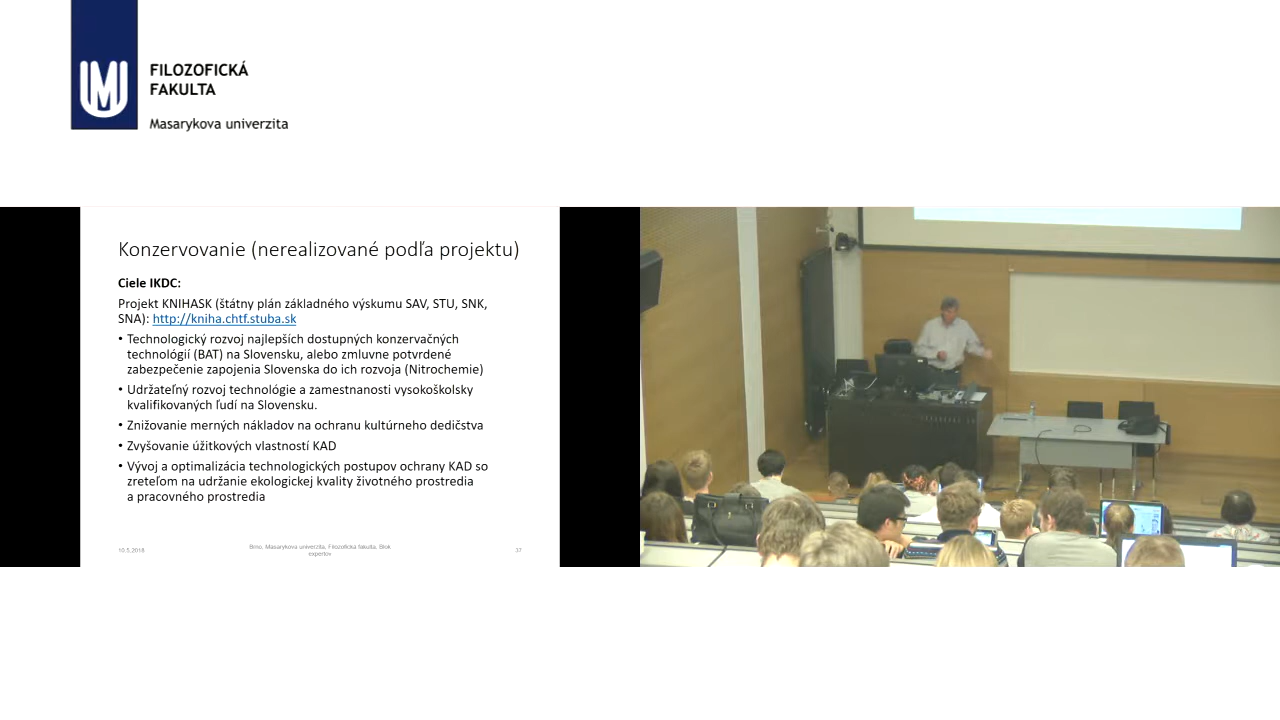 FILOZOFICKÁ
FAKULTA
Masarykova univerzita
Konzervovanie (nerealizované podľa projektu)
Ciele IKDC:
Projekt KNIHASK (štátny plán základného výskumu SAV, STU, SNK,
SNA): http://kniha.chtf.stuba.sk
• Technologický rozvoj najlepších dostupných konzervačných
technológií (BAT) na Slovensku, alebo zmluvne potvrdené
zabezpečenie zapojenia Slovenska do ich rozvoja (Nitrochemie)
• Udržateľný rozvoj technológie a zamestnanosti vysokoškolsky
kvalifikovaných ľudí na Slovensku.
• Znižovanie merných nákladov na ochranu kultúrneho dedičstva
• Zvyšovanie úžitkových vlastností KAD
• Vývoj a optimalizácia technologických postupov ochrany KAD so
zreteľom na udržanie ekologickej kvality životného prostredia
a pracovného prostredia
10.5.2018
Brno, Masarykova univerzita, Filozofická fakulta, Blok
expertov
37